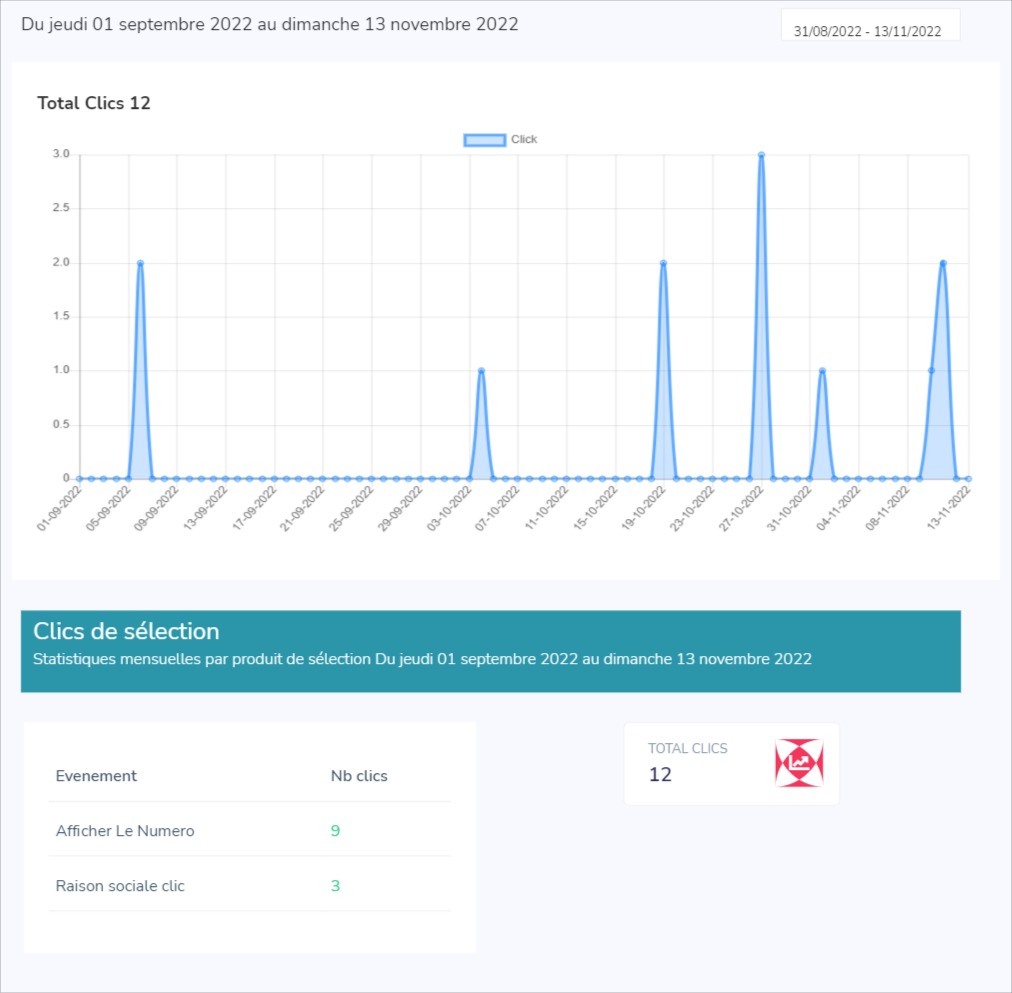 Du jeudi 01 septembre 2022 au dimanche 13 novembre 2022
31/08/2022 - 13/11/2022
Total Clics 12
Click
3.0
2.5
2.0
1.5
1.0
0.5
0
01-09-2022
05-09-2022
09-09-2022
13-09-2022
17-09-2022
21-09-2022
25-09-2022
29-09-2022
03-10-2022
07-10-2022
11-10-2022
15-10-2022
19-10-2022
23-10-2022
27-10-2022
31-10-2022
04-11-2022
08-11-2022
13-11-2022
Clics de sélection
Statistiques mensuelles par produit de sélection Du jeudi 01 septembre 2022 au dimanche 13 novembre 2022
TOTAL CLICS
12
Evenement Nb clics
Afficher Le Numero 9
Raison sociale clic 3